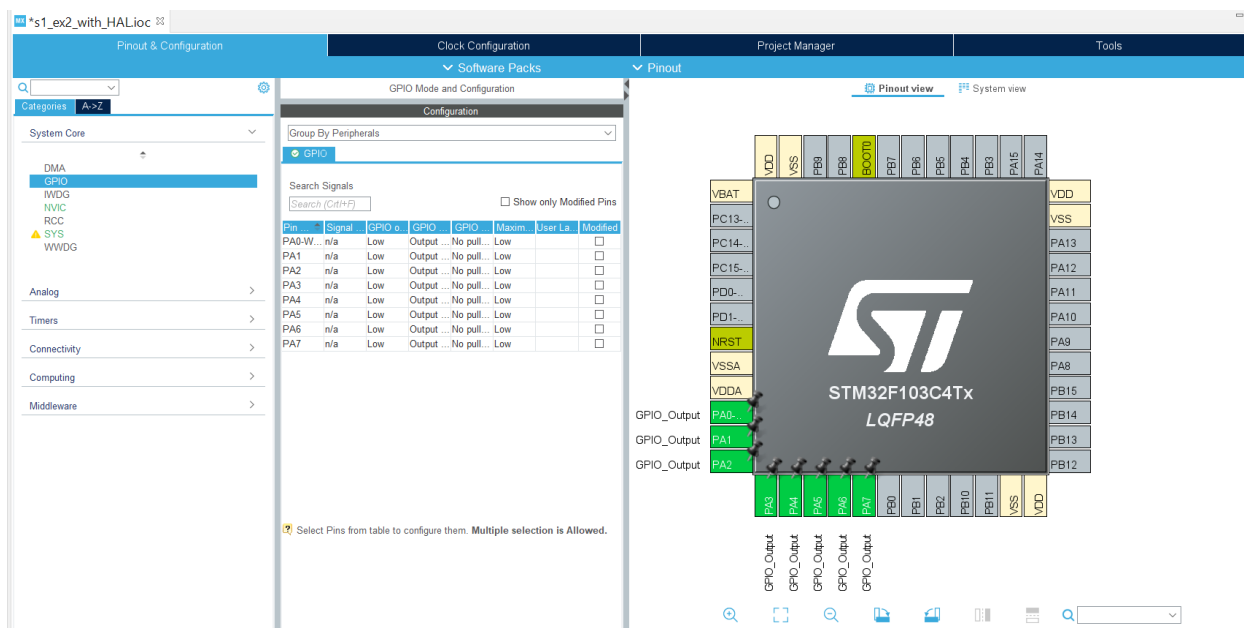 MX *s1_ex2_with_HAL.ioc
Pinout & Configuration
Clock Configuration
Project Manager
Tools
Software Packs
Pinout
Categories A->Z
System Core
DMA
GPIO
IWDG
NVIC
RCC
SYS
WWDG
Analog
Timers
Connectivity
Computing
Middleware
GPIO Mode and Configuration
Configuration
Group By Peripherals
GPIO
Search Signals
Search (Crtl+F)
Show only Modified Pins
Pin ... Signal ... GPIO o... GPIO ... GPIO ... Maxim... User La... Modified
PA0-W... n/a Low Output ... No pull... Low
PA1 n/a Low Output ... No pull... Low
PA2 n/a Low Output ... No pull... Low
PA3 n/a Low Output ... No pull... Low
PA4 n/a Low Output ... No pull... Low
PA5 n/a Low Output ... No pull... Low
PA6 n/a Low Output ... No pull... Low
PA7 n/a Low Output ... No pull... Low
? Select Pins from table to configure them. Multiple selection is Allowed.
Pinout view
System view
VDD
VSS
PB9
PB8
BOOT0
PB7
PB6
PB5
PB4
PB3
PA15
PA14
VBAT
PC13-..
PC14-..
PC15-..
PD0-..
PD1-..
NRST
VSSA
VDDA
GPIO_Output PA0-..
GPIO_Output PA1
GPIO_Output PA2
ST
STM32F103C4Tx
LQFP48
VDD
VSS
PA13
PA12
PA11
PA10
PA9
PA8
PB15
PB14
PB13
PB12
PA3
PA4
PA5
PA6
PA7
PB0
PB1
PB2
PB10
PB11
VSS
VDD
GPIO_Output
GPIO_Output
GPIO_Output
GPIO_Output
GPIO_Output